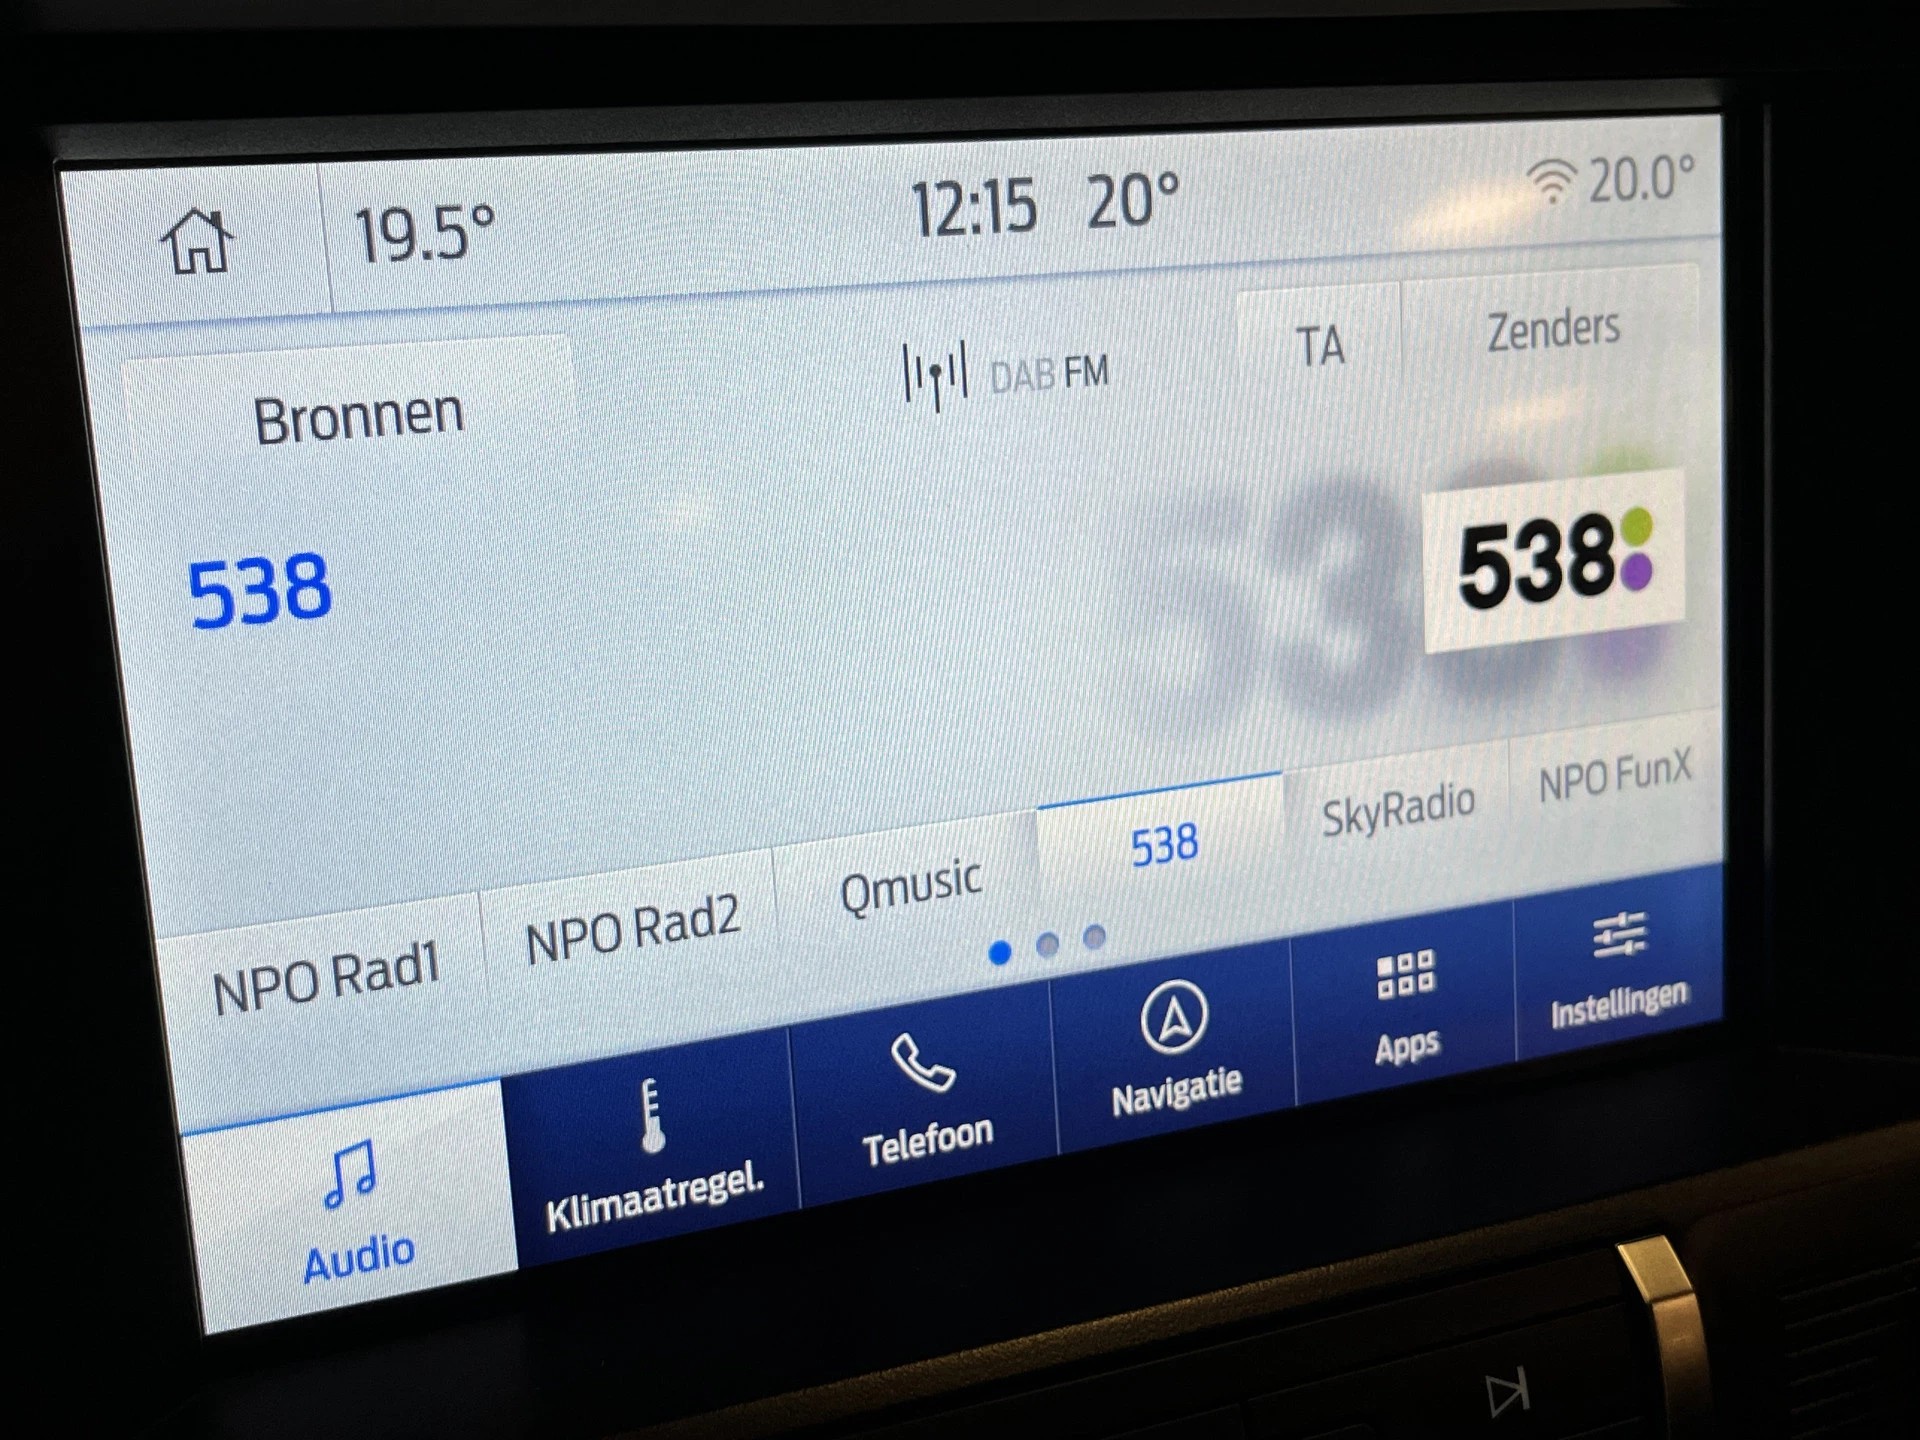 19.5° 12:15 20° 20.0°
Bronnen DAB FM TA Zenders
538 538
NPO Rad1 NPO Rad2 Qmusic 538 SkyRadio NPO FunX
Audio Klimaatregel. Telefoon Navigatie Apps Instellingen